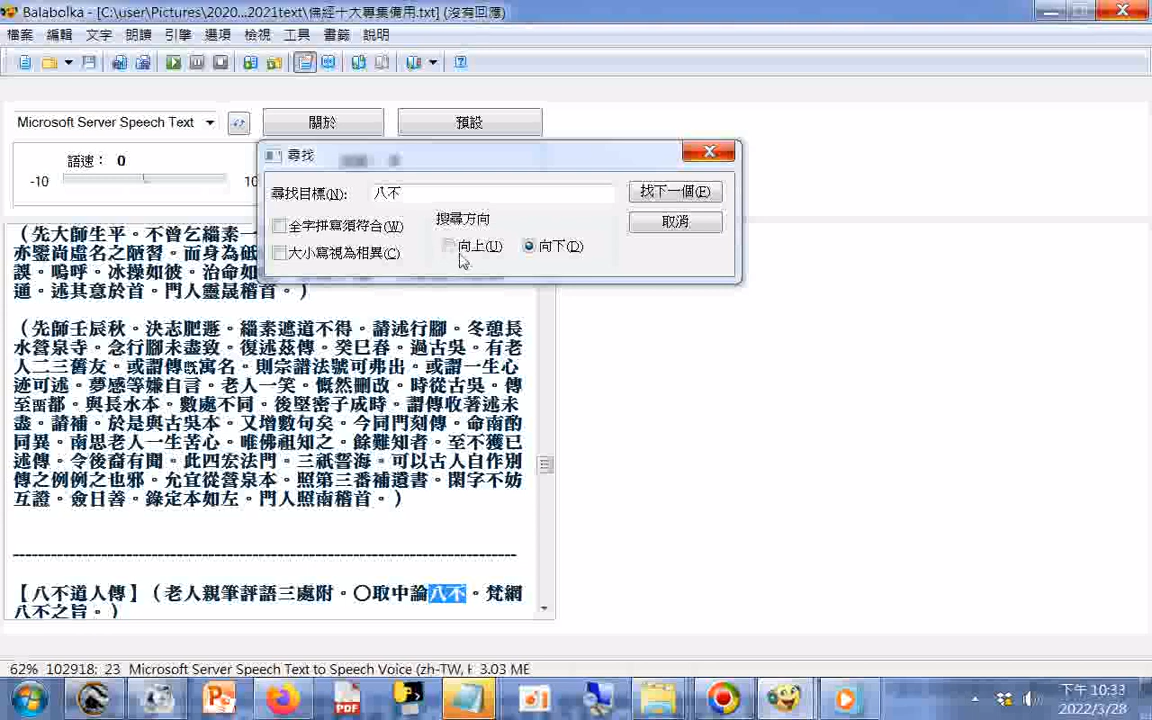 Balabolka - [C:\user\Pictures\2020...2021text\佛經十大專集備用.txt] (沒有回應)
檔案 編輯 文字 朗讀 引擎 選項 檢視 工具 書籤 說明
Microsoft Server Speech Text
關於
預設
語速： 0
-10
10
尋找
尋找目標(N):
八不
找下一個(F)
搜尋方向
取消
全字拼寫須符合(W)
大小寫視為相異(C)
向上(U)
向下(D)
（先大師生平。不曾乞緇素一
亦鑒尚虛名之陋習。而身為砥
誤。嗚呼。冰操如彼。治命如
通。述其意於首。門人靈晟稽首。）
（先師壬辰秋。決志肥遯。緇素遮道不得。請述行腳。冬憩長
水營泉寺。念行腳未盡致。復述茲傳。癸巳春。過古吳。有老
人二三舊友。或謂傳既寓名。則宗譜法號可弗出。或謂一生心
迹可述。夢感等嫌自言。老人一笑。慨然刪改。時從古吳。傳
至留都。與長水本。數處不同。後堅密子成時。謂傳收著述未
盡。請補。於是與古吳本。又增數句矣。今同門刻傳。命南酌
同異。南思老人一生苦心。唯佛祖知之。餘難知者。至不獲已
述傳。令後裔有聞。此四宏法門。三祇誓海。可以古人自作別
傳之例例之也邪。允宜從營泉本。照第三番補遺書。閑字不妨
互證。僉曰善。錄定本如左。門人照南稽首。）
【八不道人傳】（老人親筆評語三處附。〇取中論八不。梵網
八不之旨。）
62% 102918: 23 Microsoft Server Speech Text to Speech Voice (zh-TW, H 3.03 ME
下午 10:33
2022/3/28